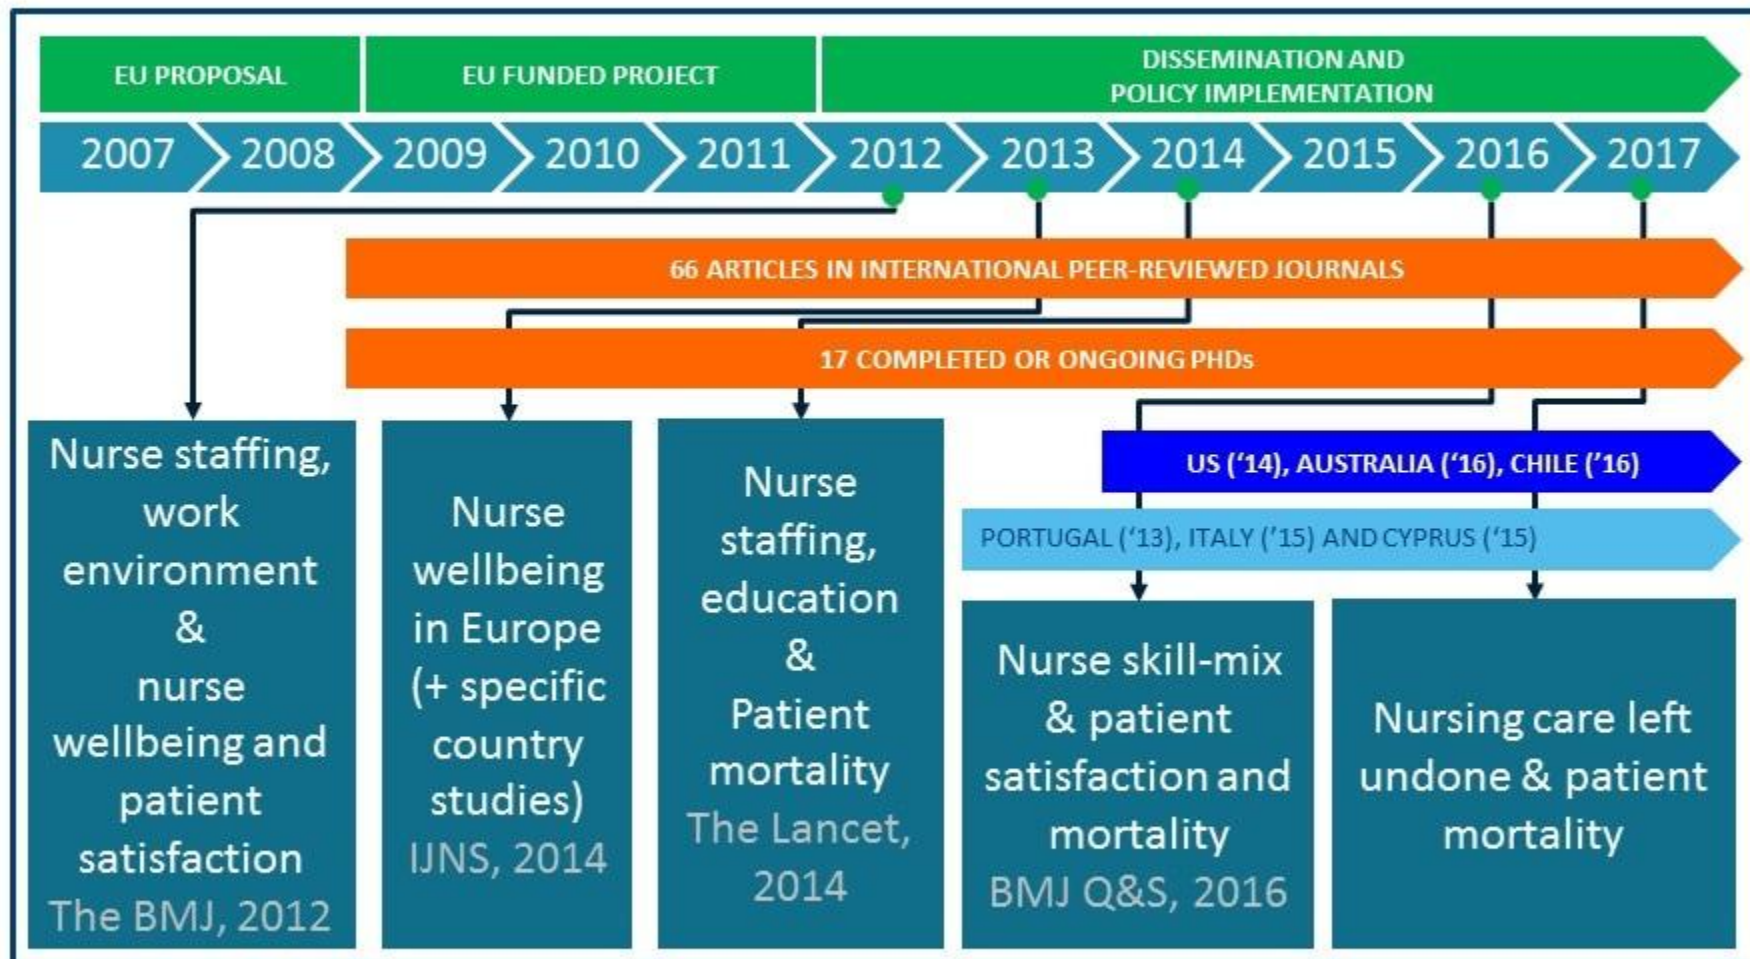 EU PROPOSAL
EU FUNDED PROJECT
DISSEMINATION AND
POLICY IMPLEMENTATION
2007
2008
2009
2010
2011
2012
2013
2014
2015
2016
2017
66 ARTICLES IN INTERNATIONAL PEER-REVIEWED JOURNALS
17 COMPLETED OR ONGOING PHDs
US (‘14), AUSTRALIA (‘16), CHILE (’16)
PORTUGAL (‘13), ITALY (’15) AND CYPRUS (‘15)
Nurse staffing,
work
environment
&
nurse
wellbeing and
patient
satisfaction
The BMJ, 2012
Nurse
wellbeing
in Europe
(+ specific
country
studies)
IJNS, 2014
Nurse
staffing,
education
&
Patient
mortality
The Lancet,
2014
Nurse skill-mix
& patient
satisfaction and
mortality
BMJ Q&S, 2016
Nursing care left
undone & patient
mortality